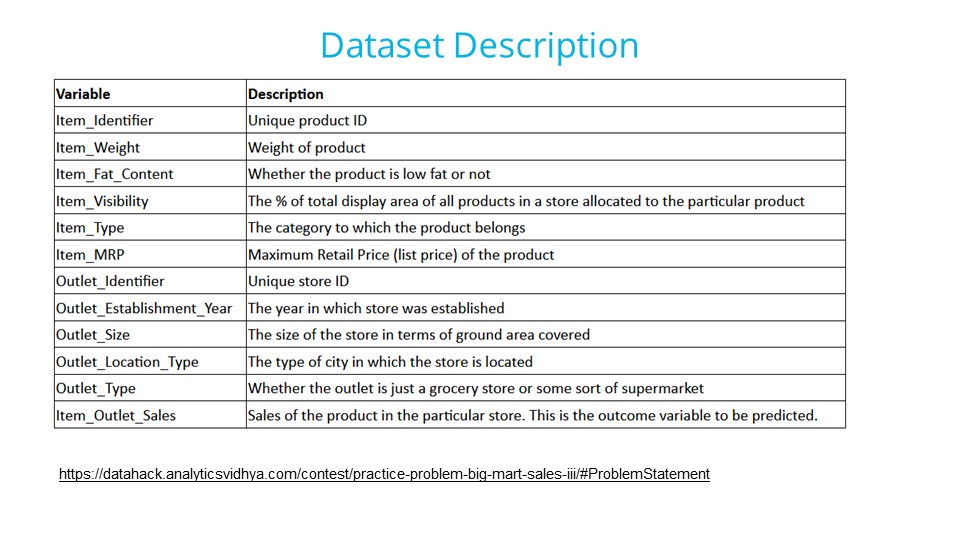 Dataset Description
Variable Description
Item_Identifier Unique product ID
Item_Weight Weight of product
Item_Fat_Content Whether the product is low fat or not
Item_Visibility The % of total display area of all products in a store allocated to the particular product
Item_Type The category to which the product belongs
Item_MRP Maximum Retail Price (list price) of the product
Outlet_Identifier Unique store ID
Outlet_Establishment_Year The year in which store was established
Outlet_Size The size of the store in terms of ground area covered
Outlet_Location_Type The type of city in which the store is located
Outlet_Type Whether the outlet is just a grocery store or some sort of supermarket
Item_Outlet_Sales Sales of the product in the particular store. This is the outcome variable to be predicted.
https://datahack.analyticsvidhya.com/contest/practice-problem-big-mart-sales-iii/#ProblemStatement